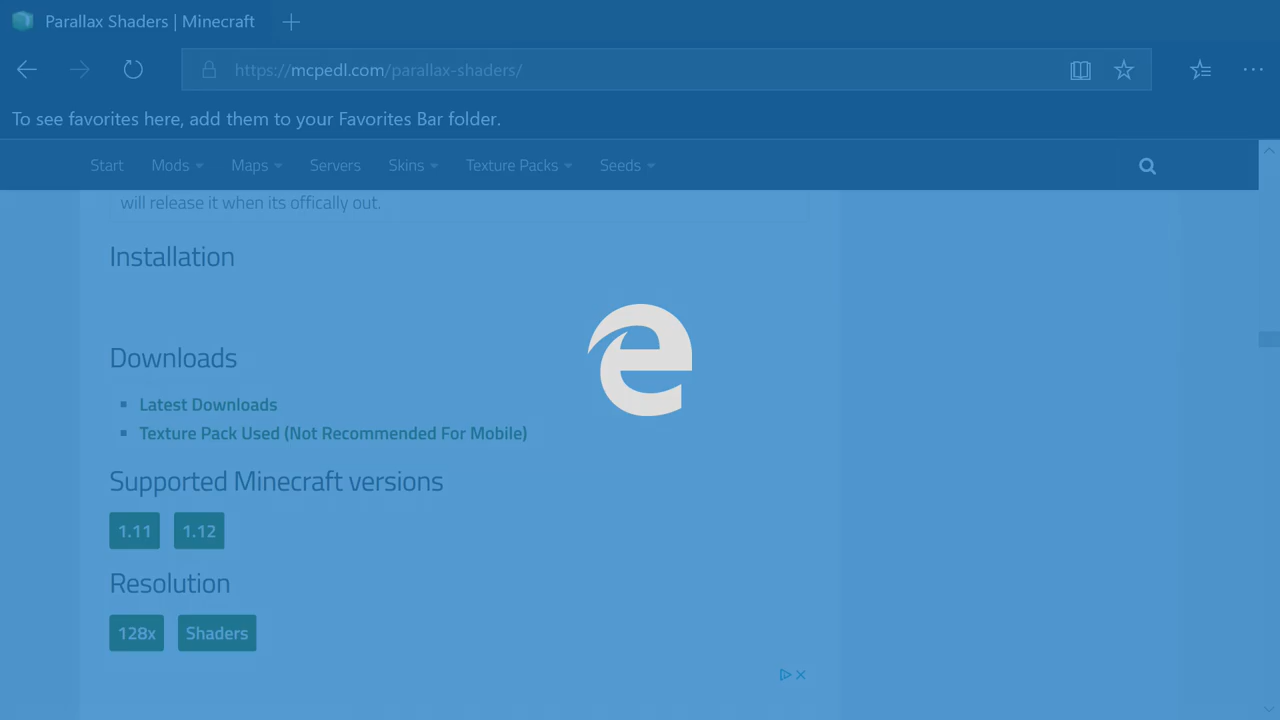 Parallax Shaders | Minecraft
https://mcpedl.com/parallax-shaders/
To see favorites here, add them to your Favorites Bar folder.
Start Mods Maps Servers Skins Texture Packs Seeds
will release it when its offically out.
Installation
Downloads
Latest Downloads
Texture Pack Used (Not Recommended For Mobile)
Supported Minecraft versions
1.11 1.12
Resolution
128x Shaders